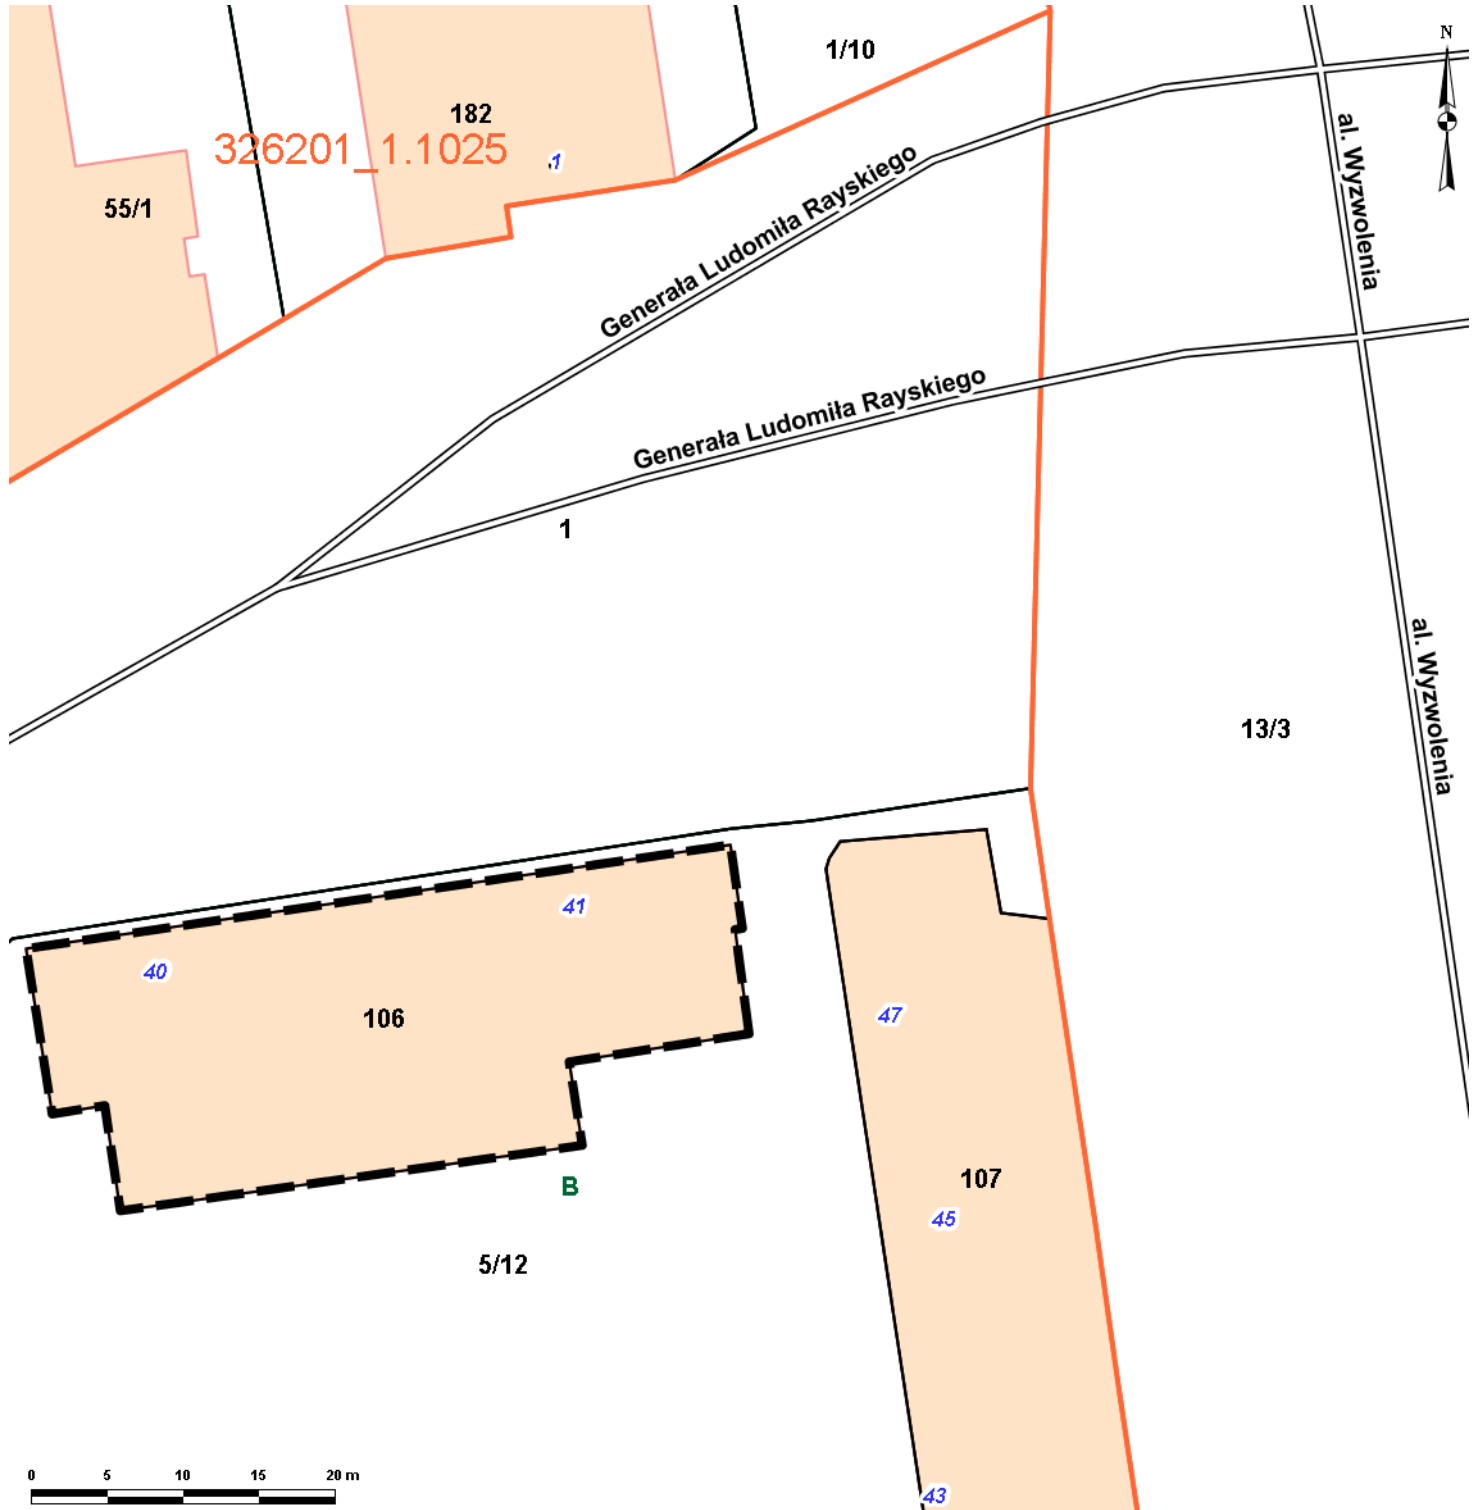 N
1/10
182
326201_1.1025
1
55/1
Generała Ludomiła Rayskiego
al. Wyzwolenia
Generała Ludomiła Rayskiego
1
al. Wyzwolenia
13/3
41
40
106
47
107
B
45
5/12
0 5 10 15 20 m
43